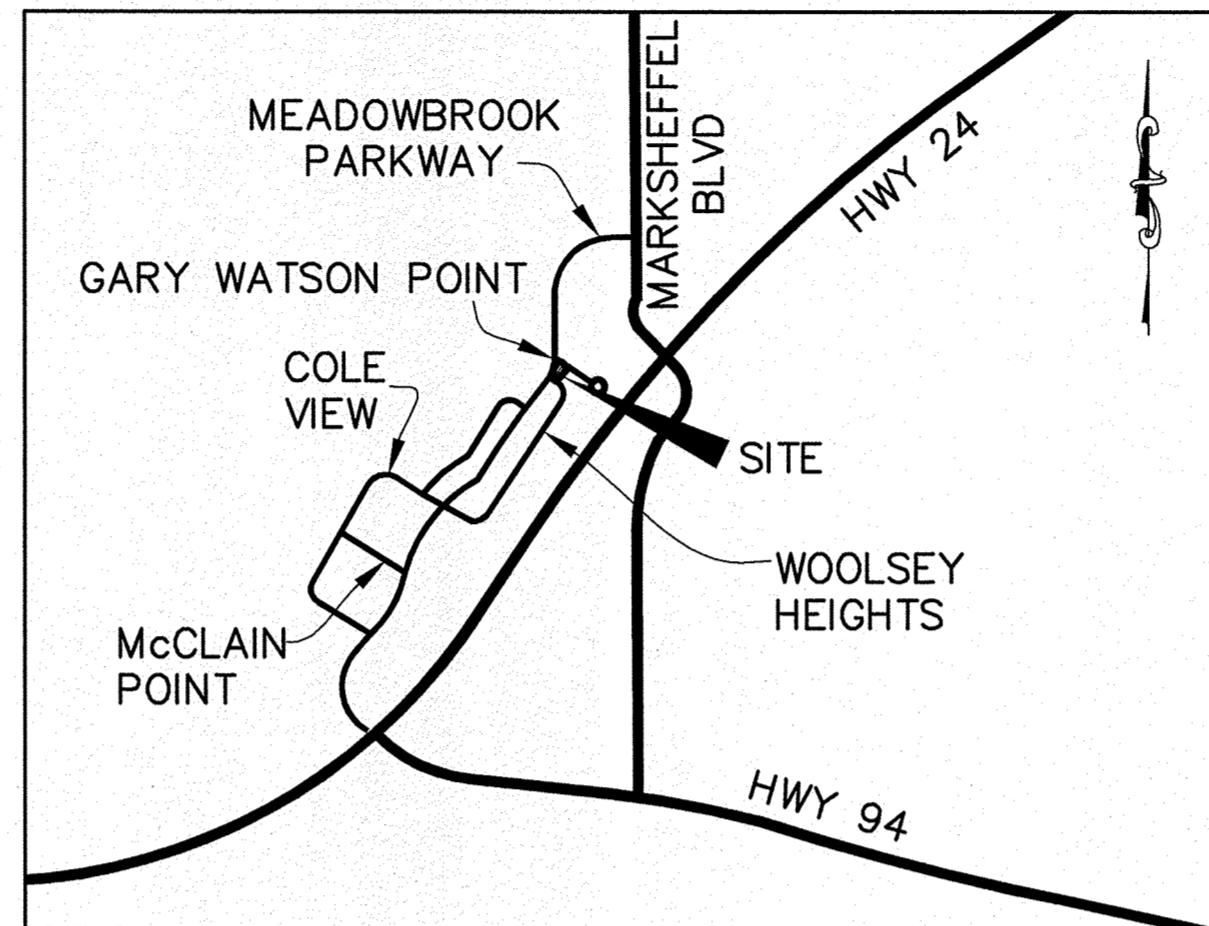 MEADOWBROOK
PARKWAY
MARKSHEFFEL
BLVD
HWY 24
GARY WATSON POINT
COLE
VIEW
SITE
WOOLSEY
HEIGHTS
McCLAIN
POINT
HWY 94